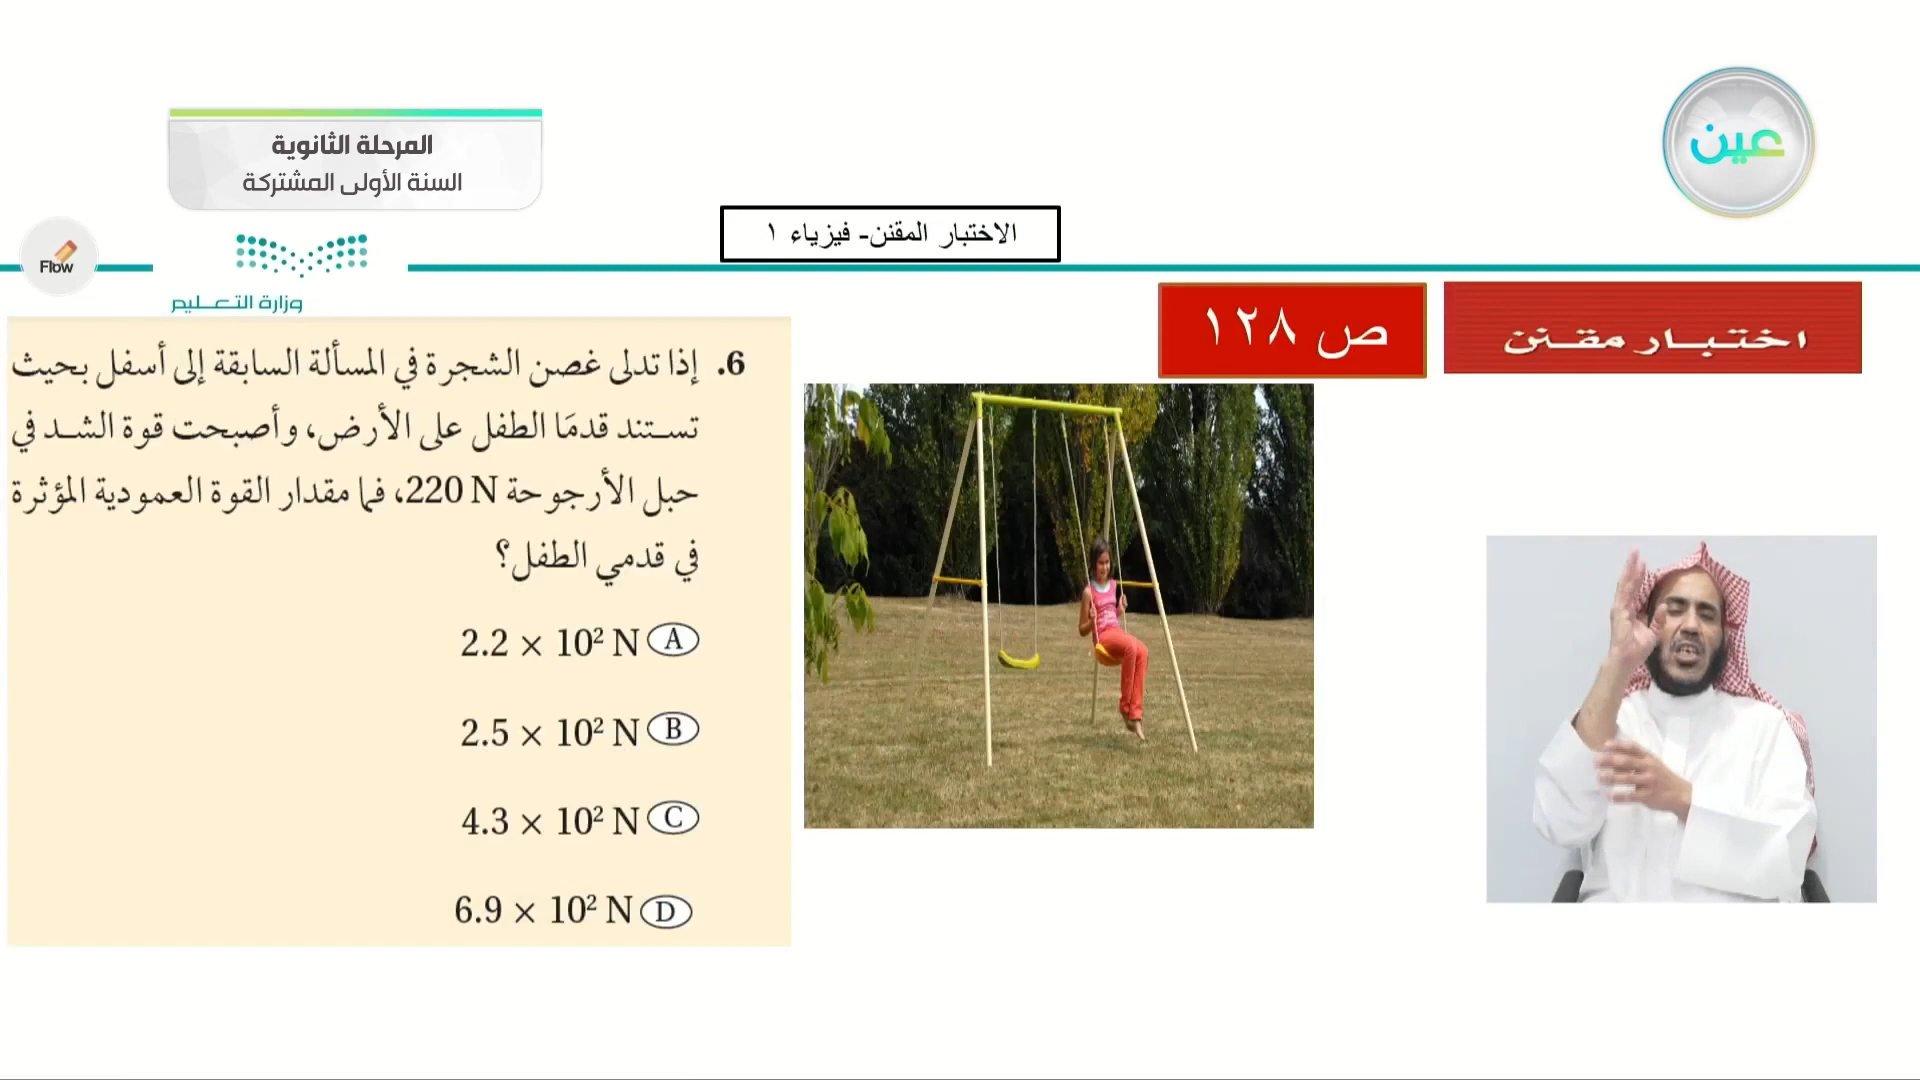 المرحلة الثانوية
السنة الأولى المشتركة
عين
الاختبار المقنن- فيزياء ١
Flow
وزارة التعليم
ص ١٢٨
اختبار مقنن
6. إذا تدلى غصن الشجرة في المسألة السابقة إلى أسفل بحيث
تستند قدمَا الطفل على الأرض، وأصبحت قوة الشد في
حبل الأرجوحة 220 N، فما مقدار القوة العمودية المؤثرة
في قدمي الطفل؟
A 2.2 × 10² N
B 2.5 × 10² N
C 4.3 × 10² N
D 6.9 × 10² N